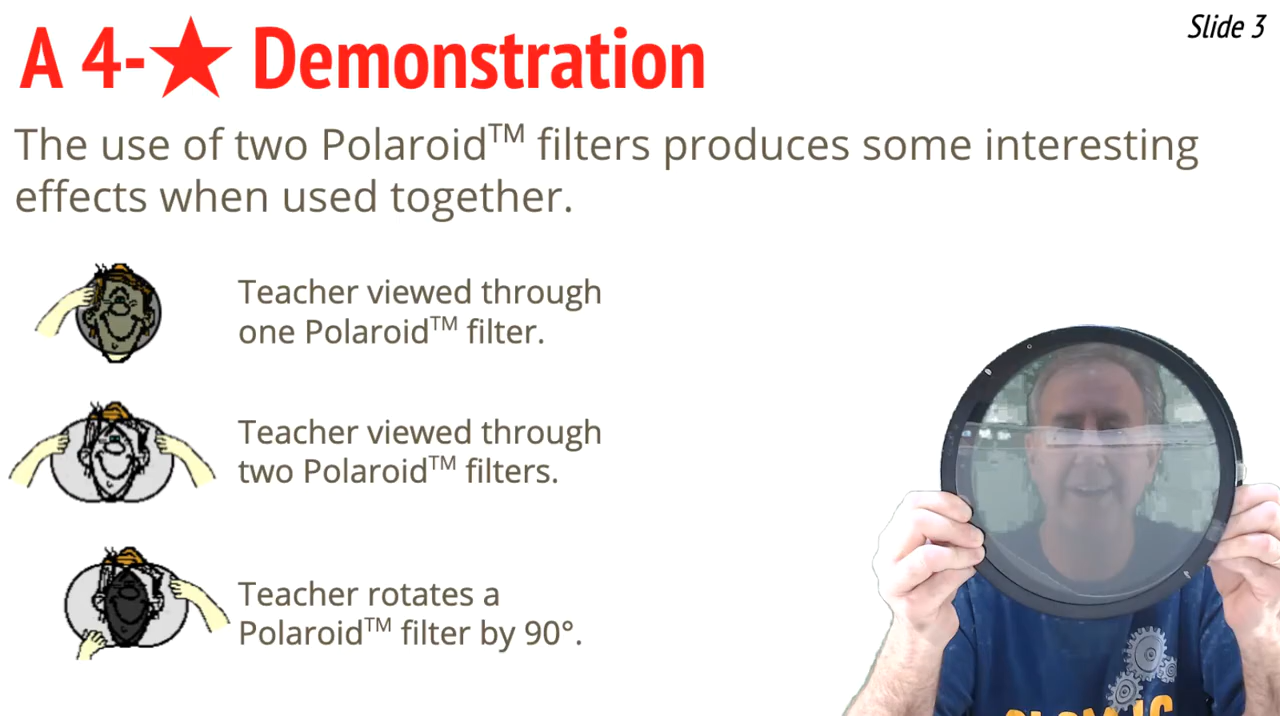 Slide 3
A 4-★ Demonstration
The use of two Polaroid™ filters produces some interesting
effects when used together.
Teacher viewed through
one Polaroid™ filter.
Teacher viewed through
two Polaroid™ filters.
Teacher rotates a
Polaroid™ filter by 90°.